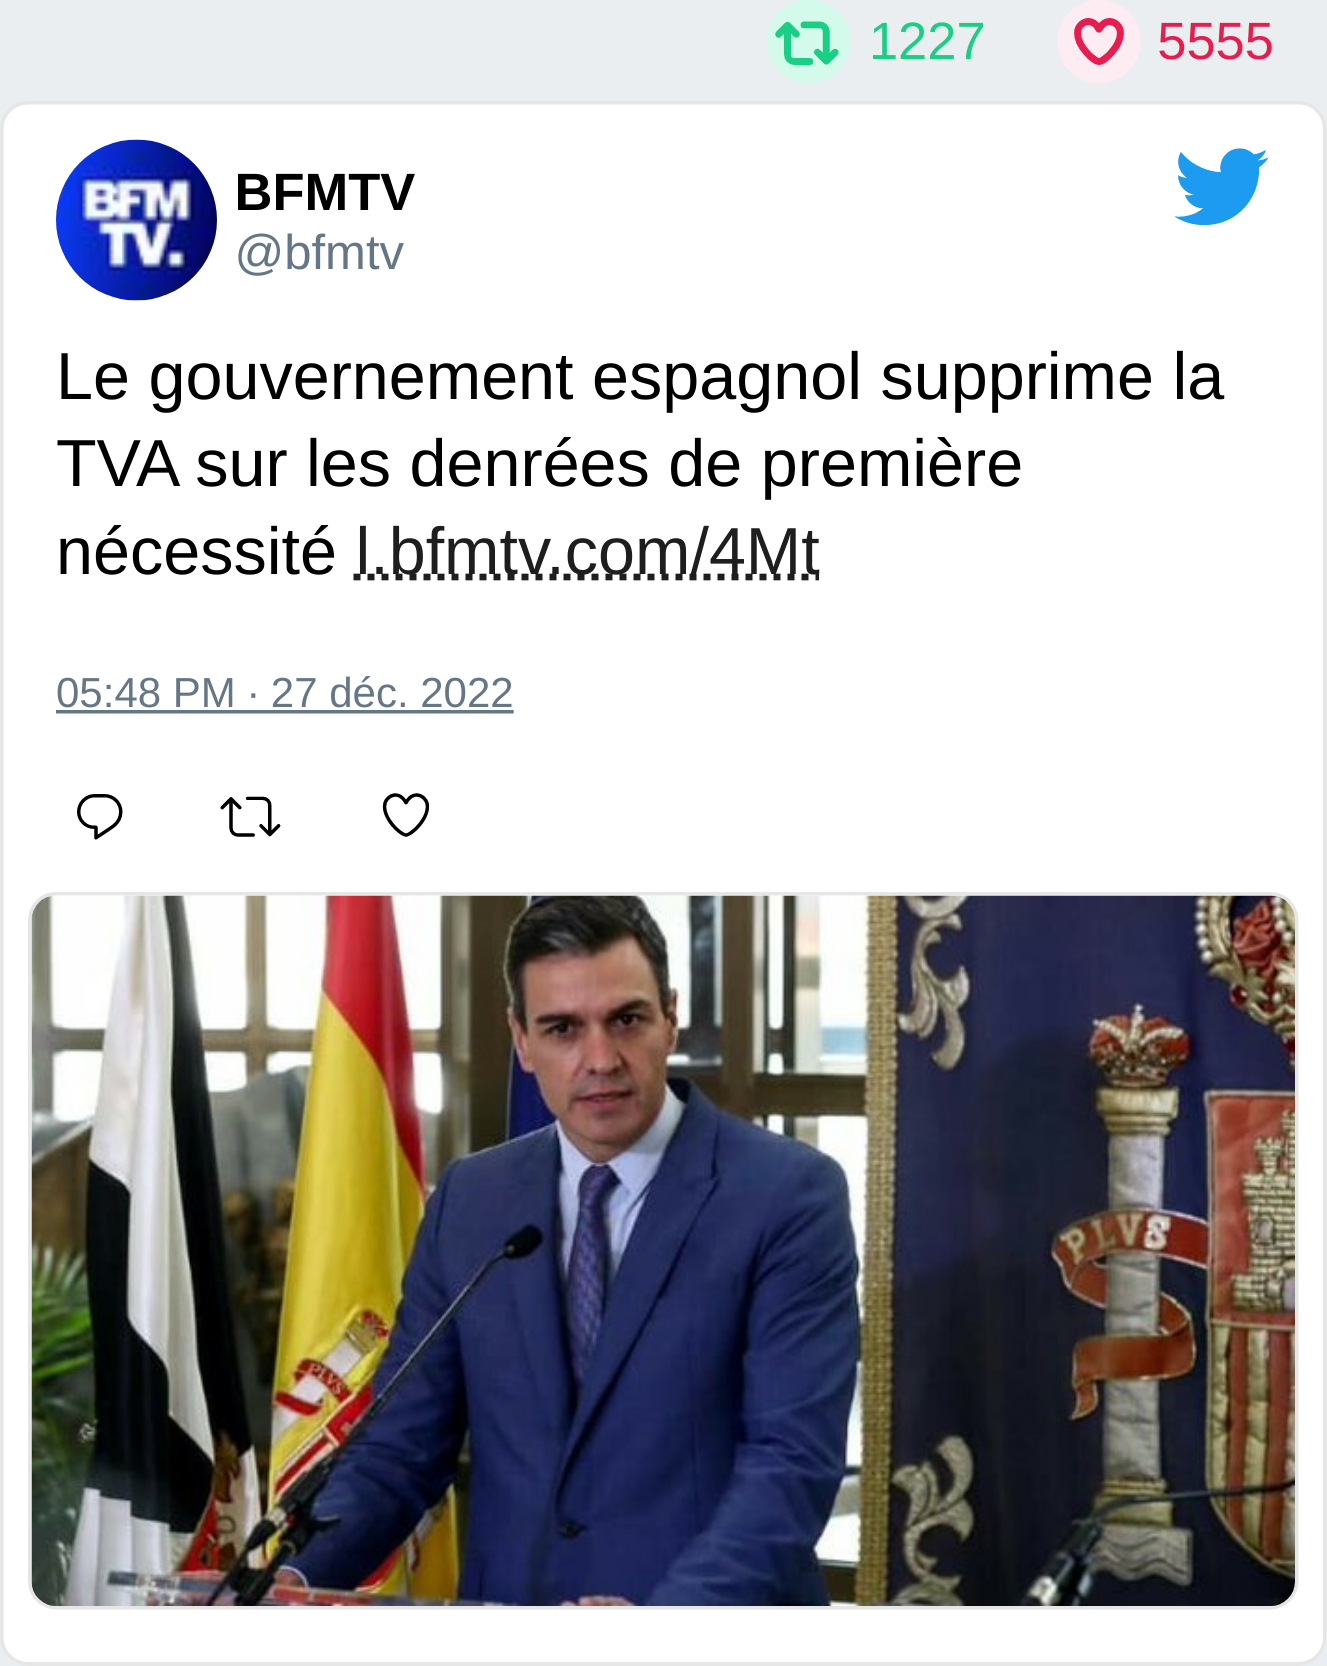 1227 5555
BFM
TV.
BFMTV
@bfmtv
Le gouvernement espagnol supprime la
TVA sur les denrées de première
nécessité l.bfmtv.com/4Mt
05:48 PM · 27 déc. 2022
PLVS
PLVS